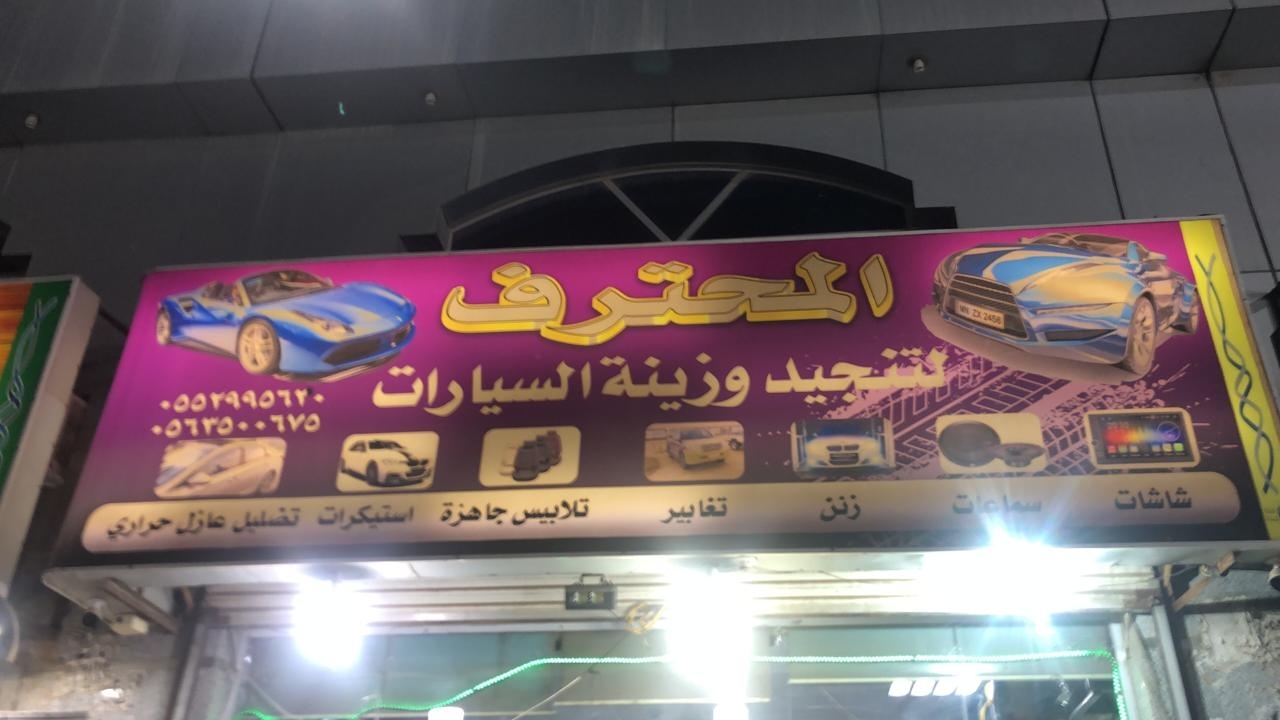 المحترف
لتنجيد وزينة السيارات
٠٥٥٢٩٩٥٦٢٠
٠٥٦٣٥٠٠٦٧٥
شاشات سماعات زنن تغابير تلابيس جاهزة استيكرات تضليل عازل حراري